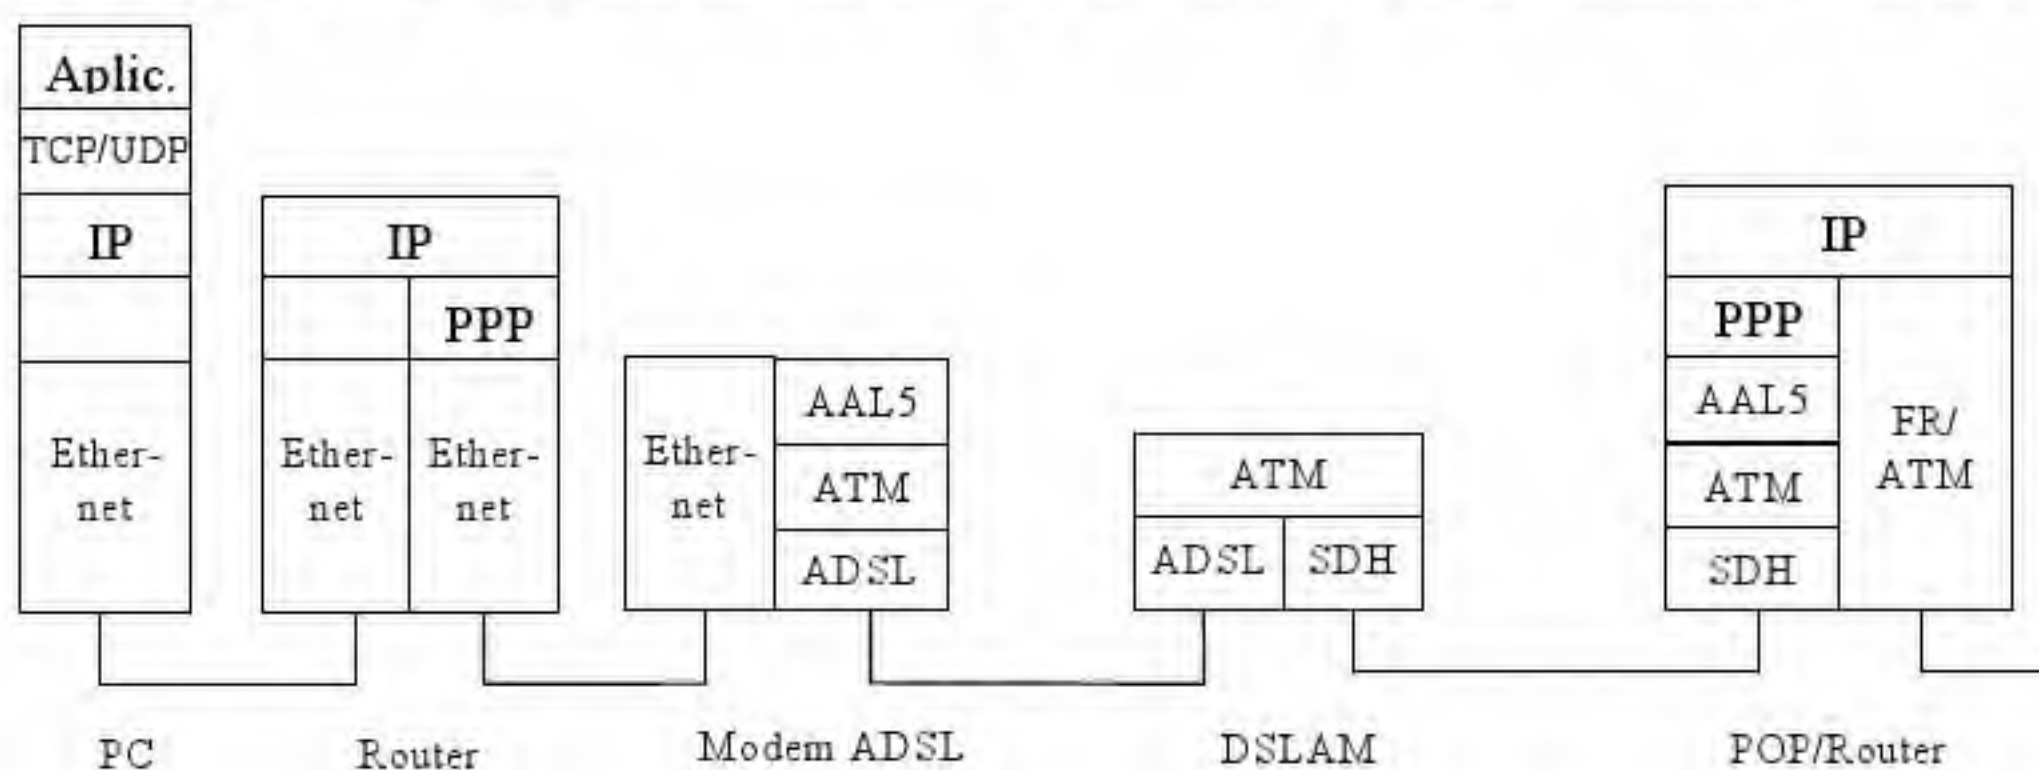 Aplic.
TCP/UDP
IP
Ether-
net
IP
PPP
Ether-
net
Ether-
net
Ether-
net
AAL5
ATM
ADSL
ATM
ADSL
SDH
IP
PPP
AAL5
ATM
SDH
FR/
ATM
PC
Router
Modem ADSL
DSLAM
POP/Router